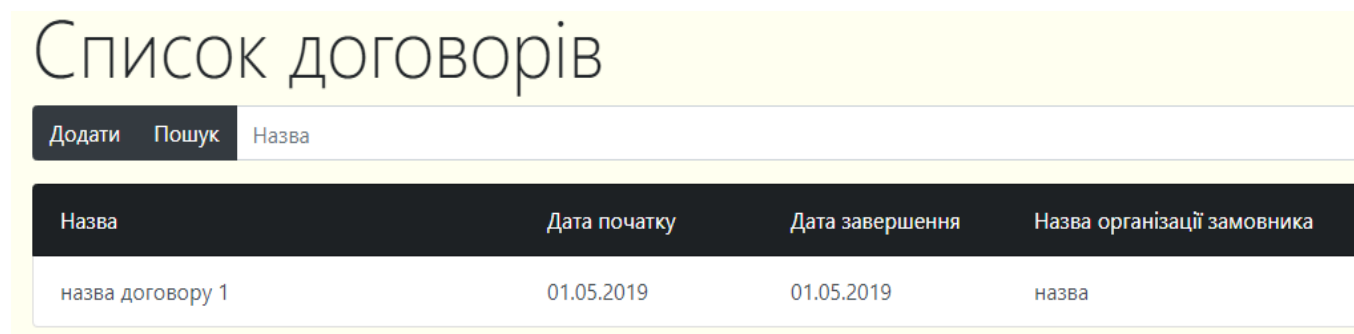 Список договорів
Додати Пошук Назва
Назва Дата початку Дата завершення Назва організації замовника
назва договору 1 01.05.2019 01.05.2019 назва